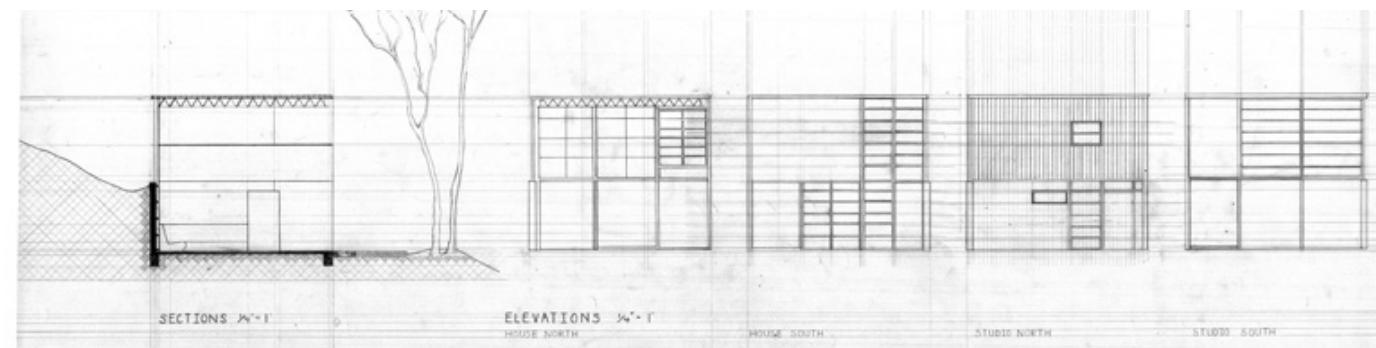 SECTIONS ¼"-1'
ELEVATIONS ¼"-1'
HOUSE NORTH
HOUSE SOUTH
STUDIO NORTH
STUDIO SOUTH